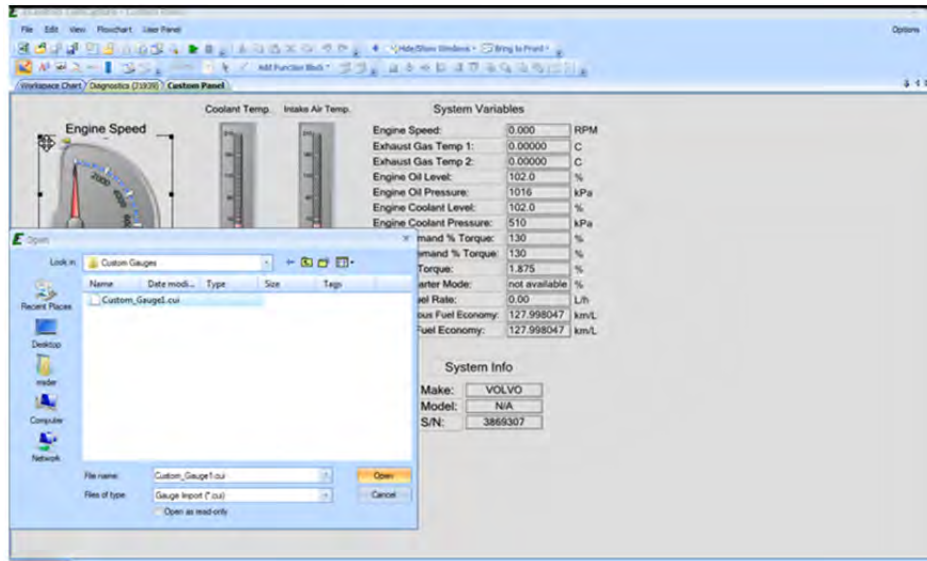 File Edit View Flowchart User Panel Options
Hide/Show Windows Bring to Front
Add Function Block
Workspace Chart Diagnostics (J1939) Custom Panel
Coolant Temp. Intake Air Temp. System Variables
Engine Speed
2000
4000
Engine Speed: 0.000 RPM
Exhaust Gas Temp 1: 0.00000 C
Exhaust Gas Temp 2: 0.00000 C
Engine Oil Level: 102.0 %
Engine Oil Pressure: 1016 kPa
Engine Coolant Level: 102.0 %
Engine Coolant Pressure: 510 kPa
mand % Torque: 130 %
emand % Torque: 130 %
Torque: 1.875 %
arter Mode: not available %
uel Rate: 0.00 L/h
ous Fuel Economy: 127.998047 km/L
Fuel Economy: 127.998047 km/L
System Info
Make: VOLVO
Model: N/A
S/N: 3869307
Open
Look in: Custom Gauges
Name Date modi... Type Size Tags
Custom_Gauge1.cui
Recent Places
Desktop
Computer
Network
File name: Custom_Gauge1.cui Open
Files of type: Gauge Import (*.cui) Cancel
Open as read-only